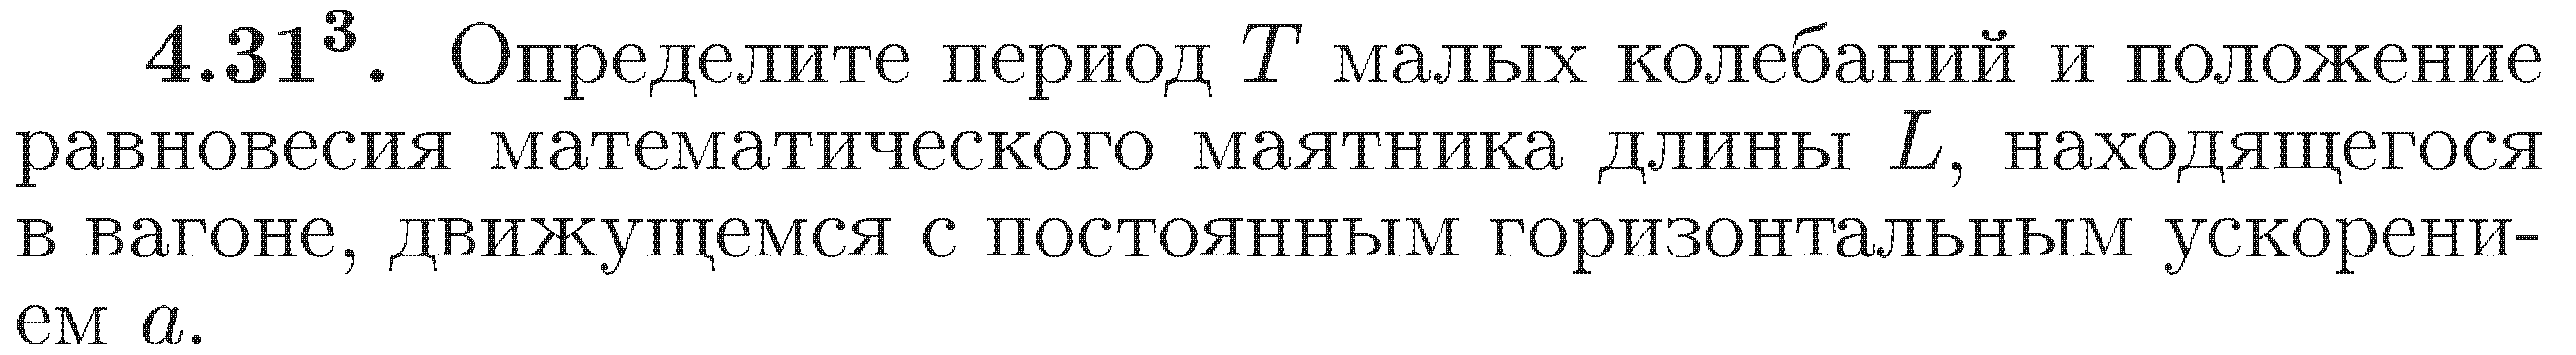 4.31³. Определите период T малых колебаний и положение
равновесия математического маятника длины L, находящегося
в вагоне, движущемся с постоянным горизонтальным ускорени-
ем a.